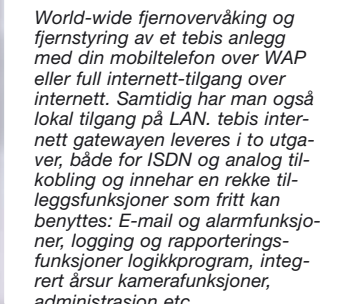 World-wide fjernovervåking og
fjernstyring av et tebis anlegg
med din mobiltelefon over WAP
eller full internett-tilgang over
internett. Samtidig har man også
lokal tilgang på LAN. tebis inter-
nett gatewayen leveres i to utga-
ver, både for ISDN og analog til-
kobling og innehar en rekke til-
leggsfunksjoner som fritt kan
benyttes: E-mail og alarmfunksjo-
ner, logging og rapporterings-
funksjoner logikkprogram, integ-
rert årsur kamerafunksjoner,
administrasjon etc